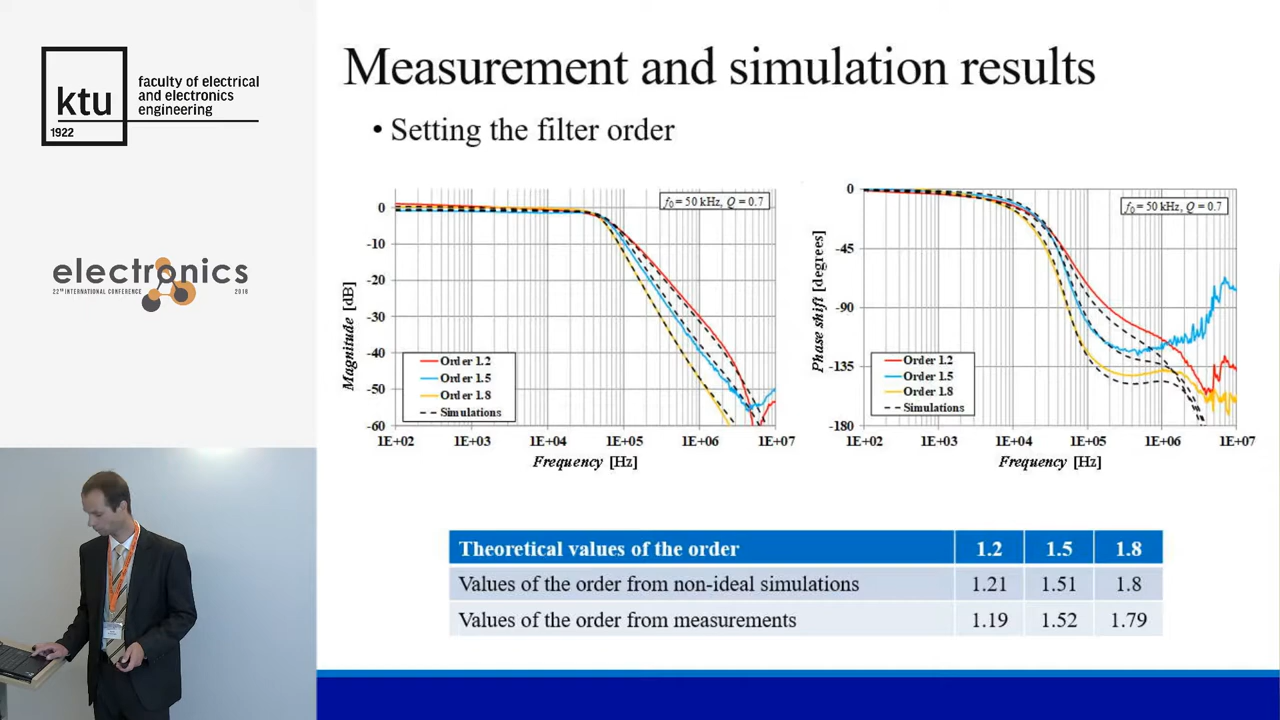 ktu
1922
faculty of electrical
and electronics
engineering
electronics
22TH INTERNATIONAL CONFERENCE 2018
Measurement and simulation results
• Setting the filter order
f0 = 50 kHz, Q = 0.7
0
-10
-20
-30
-40
-50
-60
Magnitude [dB]
Order 1.2
Order 1.5
Order 1.8
Simulations
1E+02 1E+03 1E+04 1E+05 1E+06 1E+07
Frequency [Hz]
f0 = 50 kHz, Q = 0.7
0
-45
-90
-135
-180
Phase shift [degrees]
Order 1.2
Order 1.5
Order 1.8
Simulations
1E+02 1E+03 1E+04 1E+05 1E+06 1E+07
Frequency [Hz]
Theoretical values of the order 1.2 1.5 1.8
Values of the order from non-ideal simulations 1.21 1.51 1.8
Values of the order from measurements 1.19 1.52 1.79